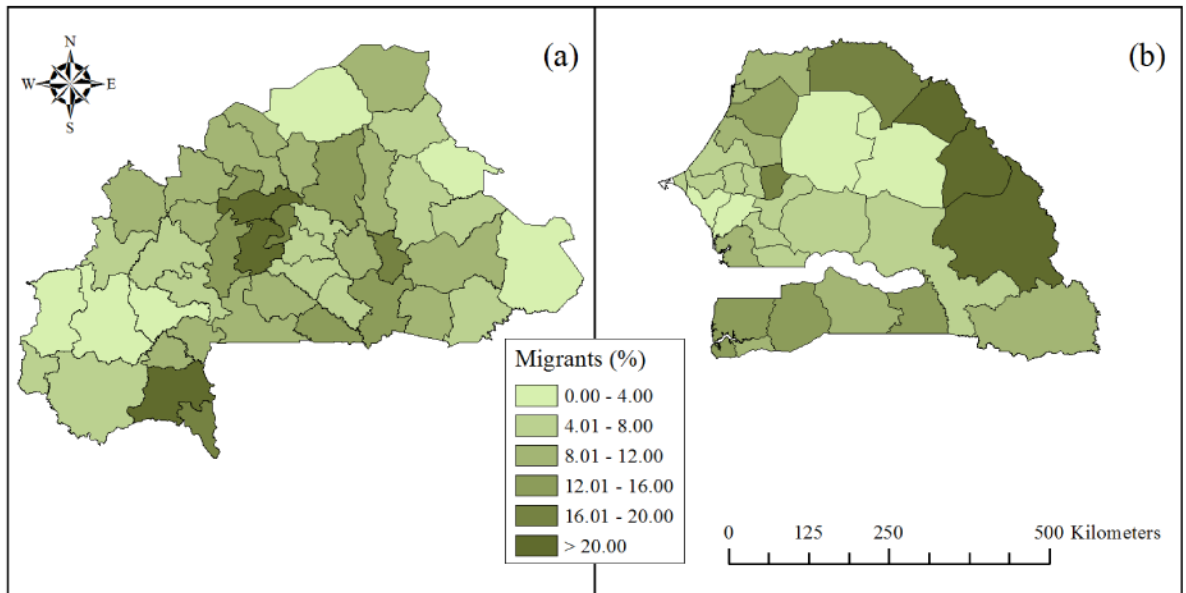 (a)
(b)
N
W E
S
Migrants (%)
0.00 - 4.00
4.01 - 8.00
8.01 - 12.00
12.01 - 16.00
16.01 - 20.00
> 20.00
0 125 250 500 Kilometers